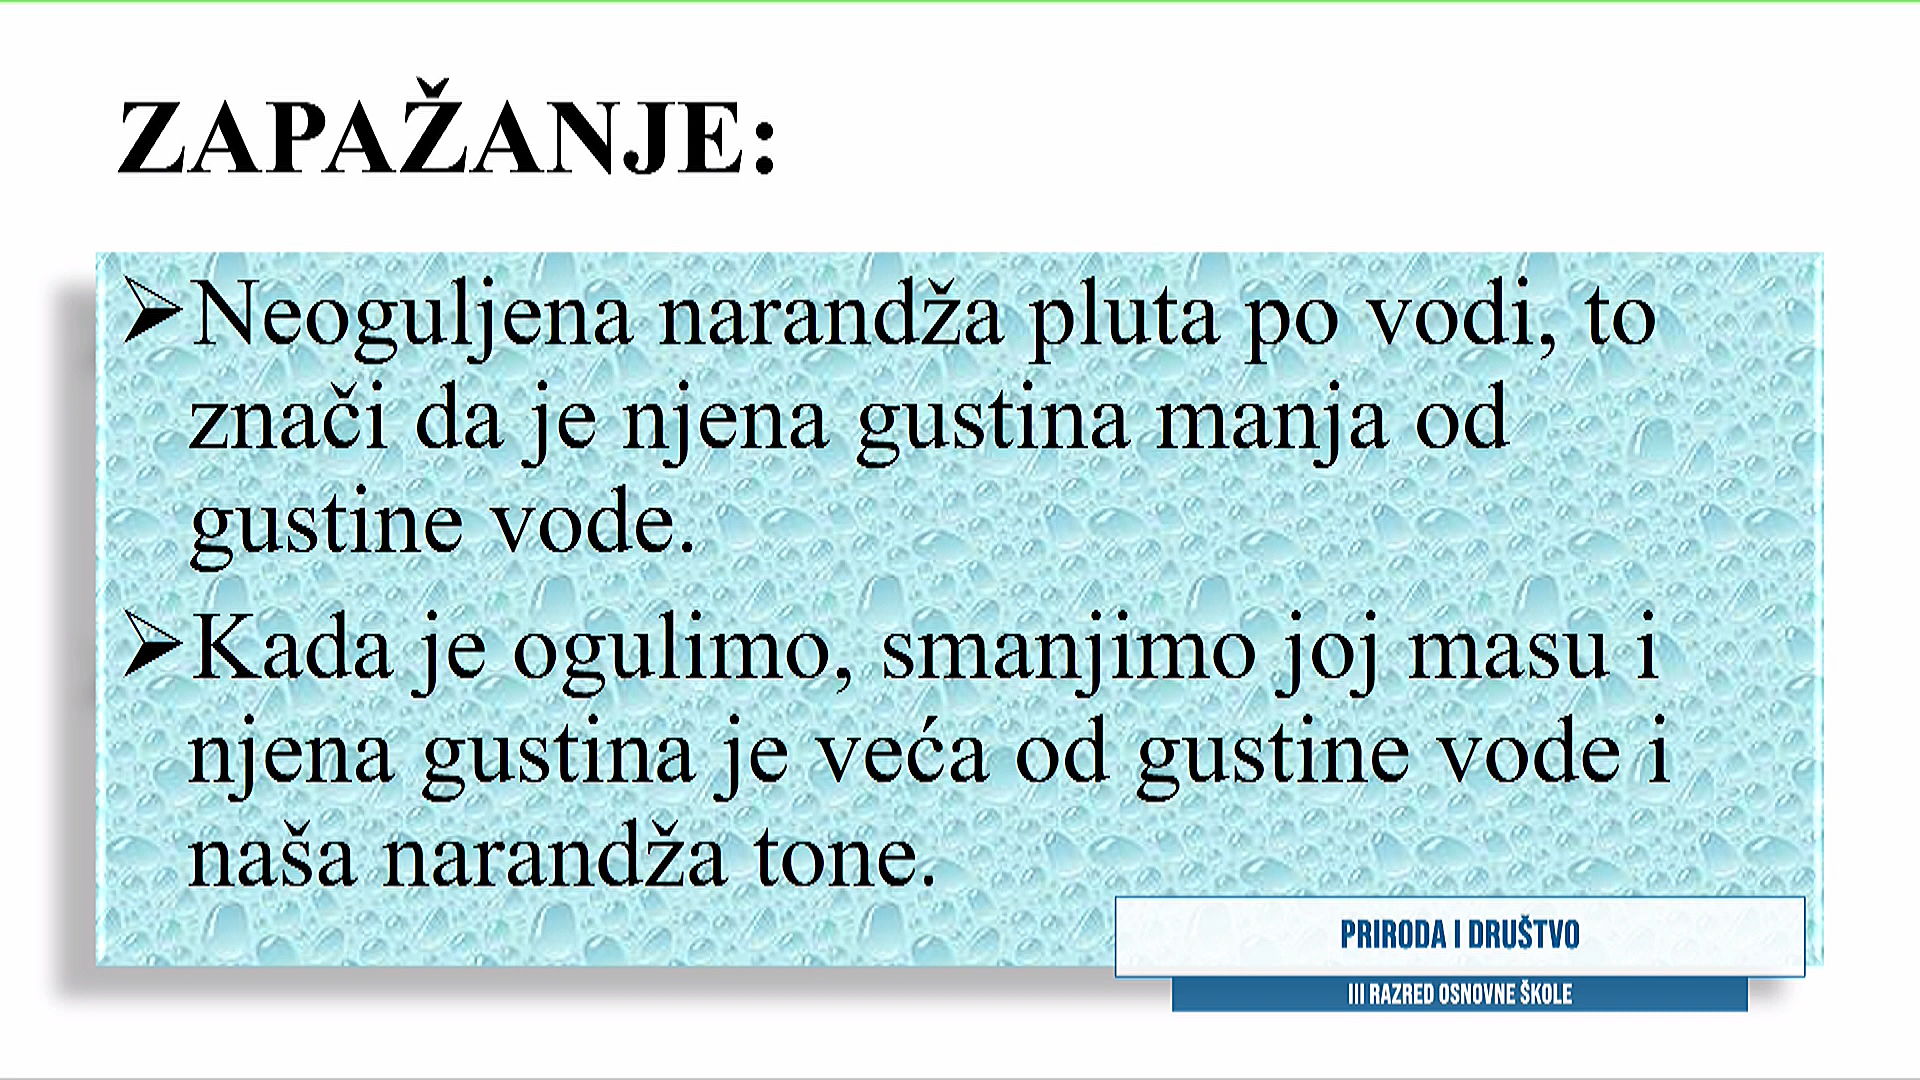 ZAPAŽANJE:
➢Neoguljena narandža pluta po vodi, to
znači da je njena gustina manja od
gustine vode.
➢Kada je ogulimo, smanjimo joj masu i
njena gustina je veća od gustine vode i
naša narandža tone.
PRIRODA I DRUŠTVO
III RAZRED OSNOVNE ŠKOLE